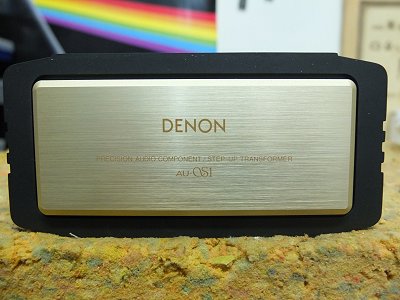 DENON
PRECISION AUDIO COMPONENT / STEP UP TRANSFORMER
AU-S1